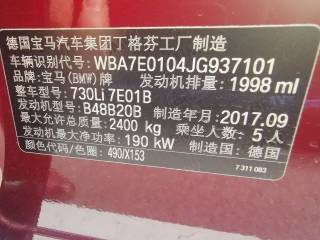 德国宝马汽车集团丁格芬工厂制造
车辆识别代号: WBA7E0104JG937101
品牌: 宝马(BMW)牌 发动机排量: 1998 ml
整车型号: 730Li 7E01B
发动机型号: B48B20B 制造年月: 2017.09
最大允许总质量: 2400 kg 乘坐人数: 5人
发动机最大净功率: 190 kW 制造国: 德国
颜色代码/色圈: 490/X153
7 311 083